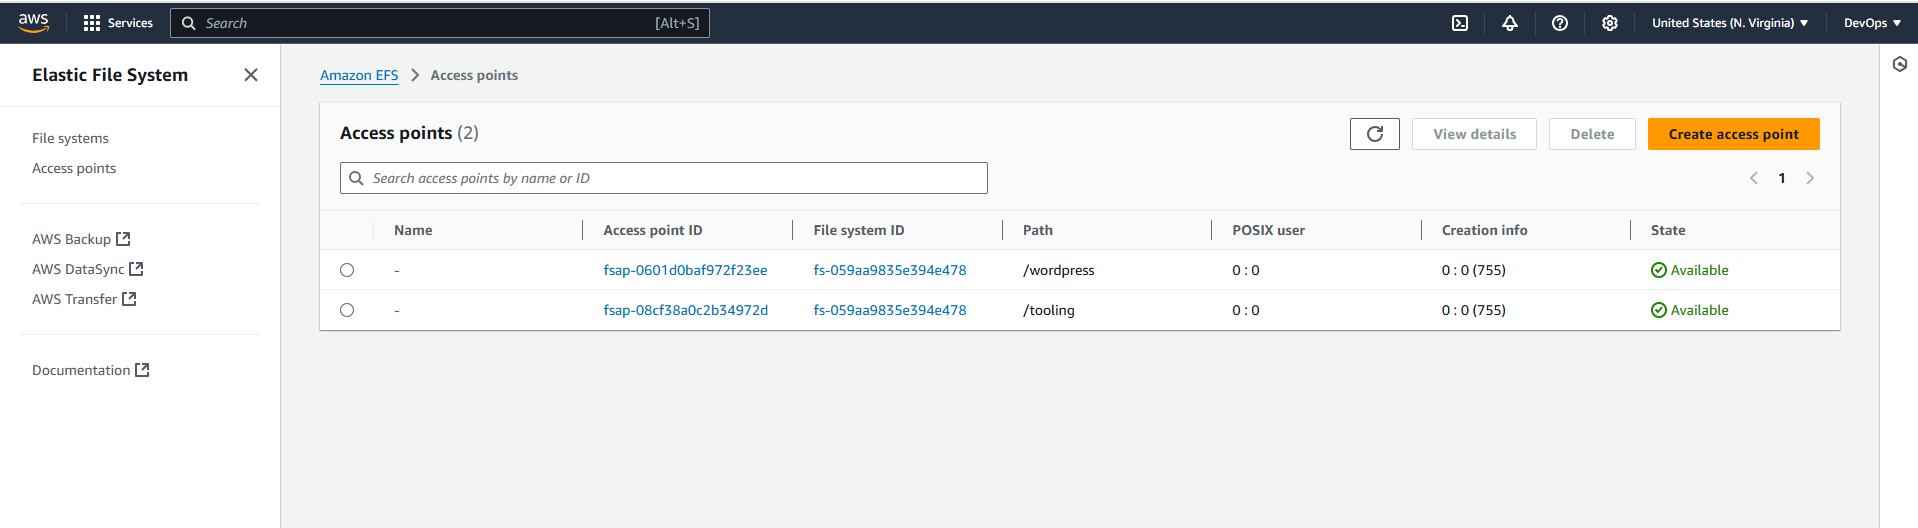 aws Services Search [Alt+S] United States (N. Virginia) DevOps
Elastic File System
File systems
Access points
AWS Backup
AWS DataSync
AWS Transfer
Documentation
Amazon EFS Access points
Access points (2)
View details Delete Create access point
Search access points by name or ID
1
Name Access point ID File system ID Path POSIX user Creation info State
- fsap-0601d0baf972f23ee fs-059aa9835e394e478 /wordpress 0 : 0 0 : 0 (755) Available
- fsap-08cf38a0c2b34972d fs-059aa9835e394e478 /tooling 0 : 0 0 : 0 (755) Available